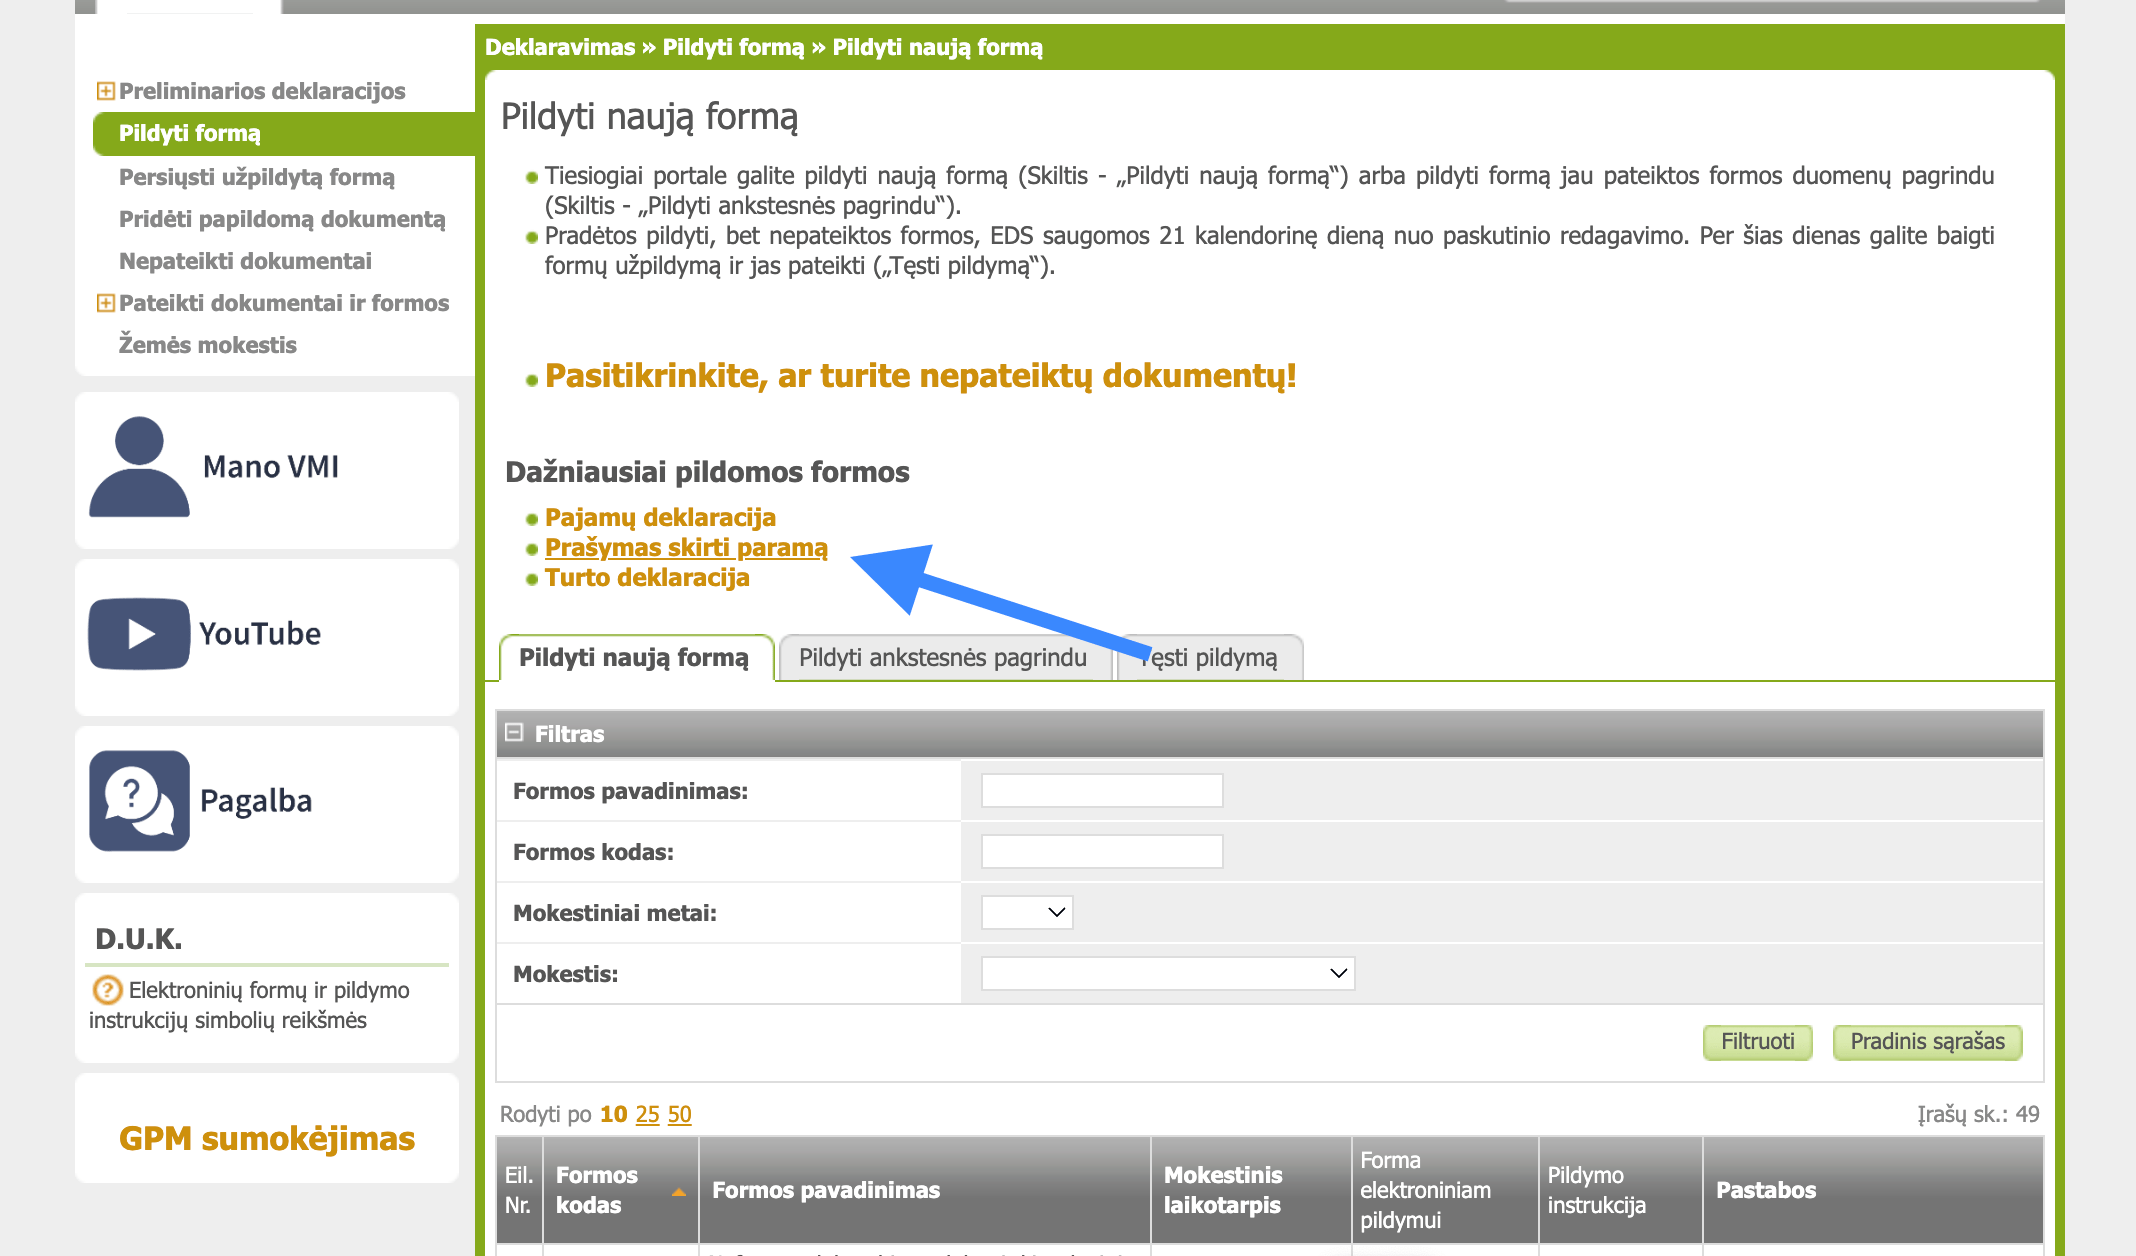 Deklaravimas » Pildyti formą » Pildyti naują formą
Preliminarios deklaracijos
Pildyti formą
Persiųsti užpildytą formą
Pridėti papildomą dokumentą
Nepateikti dokumentai
Pateikti dokumentai ir formos
Žemės mokestis
Mano VMI
YouTube
Pagalba
D.U.K.
Elektroninių formų ir pildymo
instrukcijų simbolių reikšmės
GPM sumokėjimas
Pildyti naują formą
Tiesiogiai portale galite pildyti naują formą (Skiltis - „Pildyti naują formą“) arba pildyti formą jau pateiktos formos duomenų pagrindu
(Skiltis - „Pildyti ankstesnės pagrindu“).
Pradėtos pildyti, bet nepateiktos formos, EDS saugomos 21 kalendorinę dieną nuo paskutinio redagavimo. Per šias dienas galite baigti
formų užpildymą ir jas pateikti („Tęsti pildymą“).
Pasitikrinkite, ar turite nepateiktų dokumentų!
Dažniausiai pildomos formos
Pajamų deklaracija
Prašymas skirti paramą
Turto deklaracija
Pildyti naują formą Pildyti ankstesnės pagrindu Tęsti pildymą
Filtras
Formos pavadinimas:
Formos kodas:
Mokestiniai metai:
Mokestis:
Filtruoti Pradinis sąrašas
Rodyti po 10 25 50 Įrašų sk.: 49
Eil. Nr.
Formos kodas
Formos pavadinimas
Mokestinis laikotarpis
Forma elektroniniam pildymui
Pildymo instrukcija
Pastabos